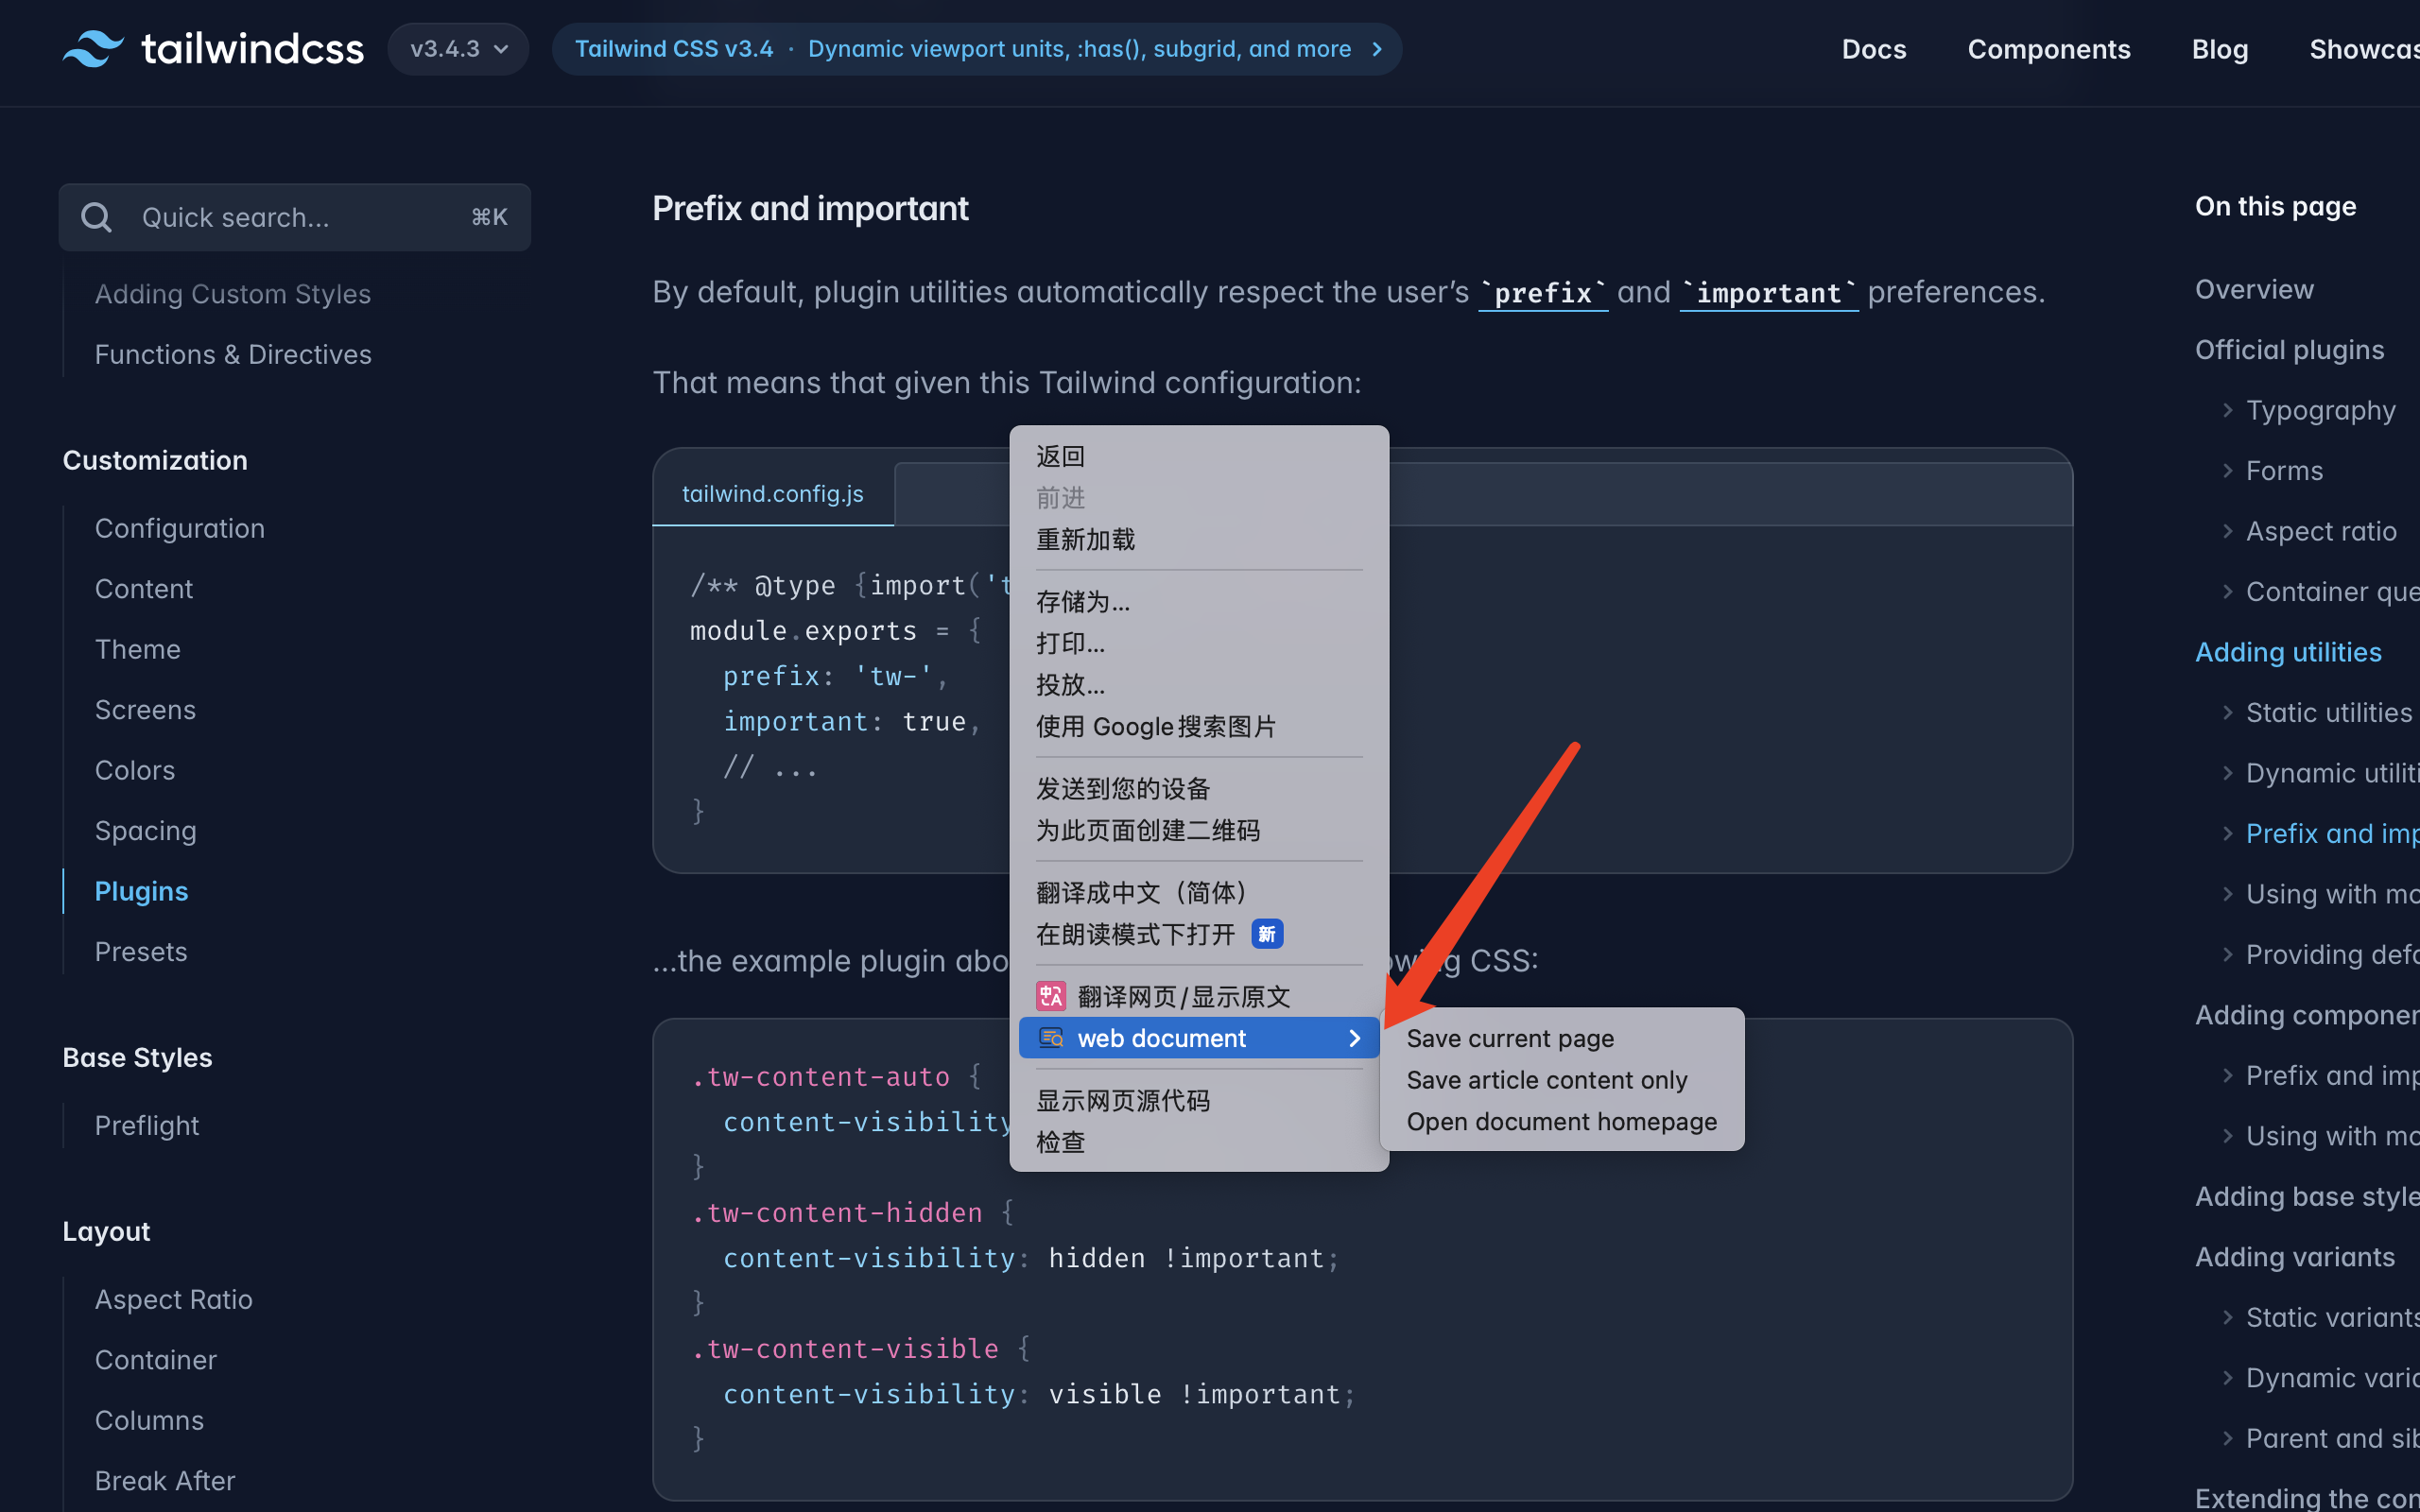 tailwindcss
v3.4.3
Tailwind CSS v3.4 · Dynamic viewport units, :has(), subgrid, and more
Docs
Components
Blog
Showcas
Quick search...
⌘K
Adding Custom Styles
Functions & Directives
Customization
Configuration
Content
Theme
Screens
Colors
Spacing
Plugins
Presets
Base Styles
Preflight
Layout
Aspect Ratio
Container
Columns
Break After
Prefix and important
By default, plugin utilities automatically respect the user’s `prefix` and `important` preferences.
That means that given this Tailwind configuration:
tailwind.config.js
/** @type {import('t
module.exports = {
  prefix: 'tw-',
  important: true,
  // ...
}
...the example plugin abo
owing CSS:
.tw-content-auto {
  content-visibility
}
.tw-content-hidden {
  content-visibility: hidden !important;
}
.tw-content-visible {
  content-visibility: visible !important;
}
返回
前进
重新加载
存储为...
打印...
投放...
使用 Google搜索图片
发送到您的设备
为此页面创建二维码
翻译成中文（简体）
在朗读模式下打开 新
中A 翻译网页/显示原文
web document
显示网页源代码
检查
Save current page
Save article content only
Open document homepage
On this page
Overview
Official plugins
Typography
Forms
Aspect ratio
Container que
Adding utilities
Static utilities
Dynamic utiliti
Prefix and imp
Using with mo
Providing defa
Adding componen
Prefix and imp
Using with mo
Adding base style
Adding variants
Static variants
Dynamic varia
Parent and sib
Extending the con